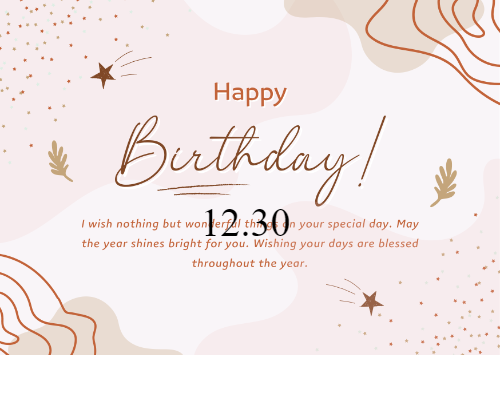 Happy
Birthday!
12.30
I wish nothing but wonderful things on your special day. May
the year shines bright for you. Wishing your days are blessed
throughout the year.